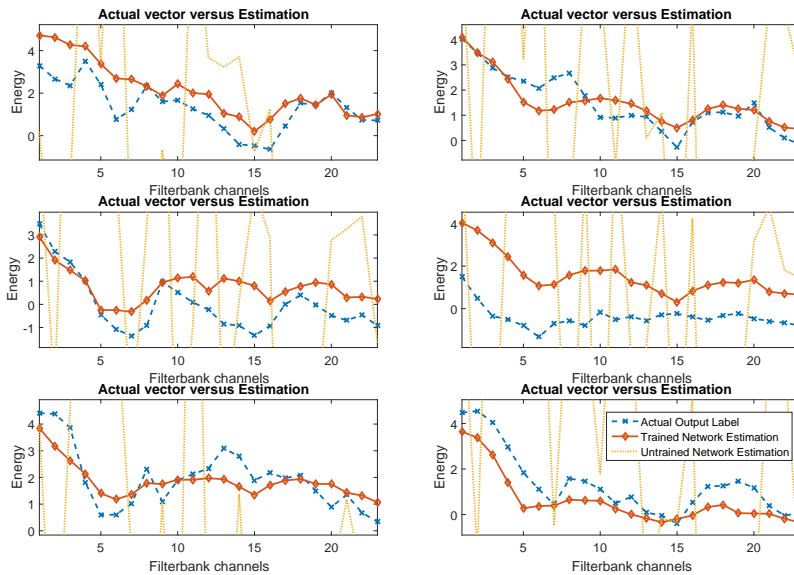 Actual vector versus Estimation
Energy
4
2
0
5
10
15
20
Filterbank channels
Actual vector versus Estimation
Energy
4
3
2
1
0
5
10
15
20
Filterbank channels
Actual vector versus Estimation
Energy
3
2
1
0
-1
5
10
15
20
Filterbank channels
Actual vector versus Estimation
Energy
4
2
0
5
10
15
20
Filterbank channels
Actual vector versus Estimation
Energy
4
3
2
1
0
5
10
15
20
Filterbank channels
Actual vector versus Estimation
Energy
4
2
0
5
10
15
20
Filterbank channels
Actual Output Label
Trained Network Estimation
Untrained Network Estimation